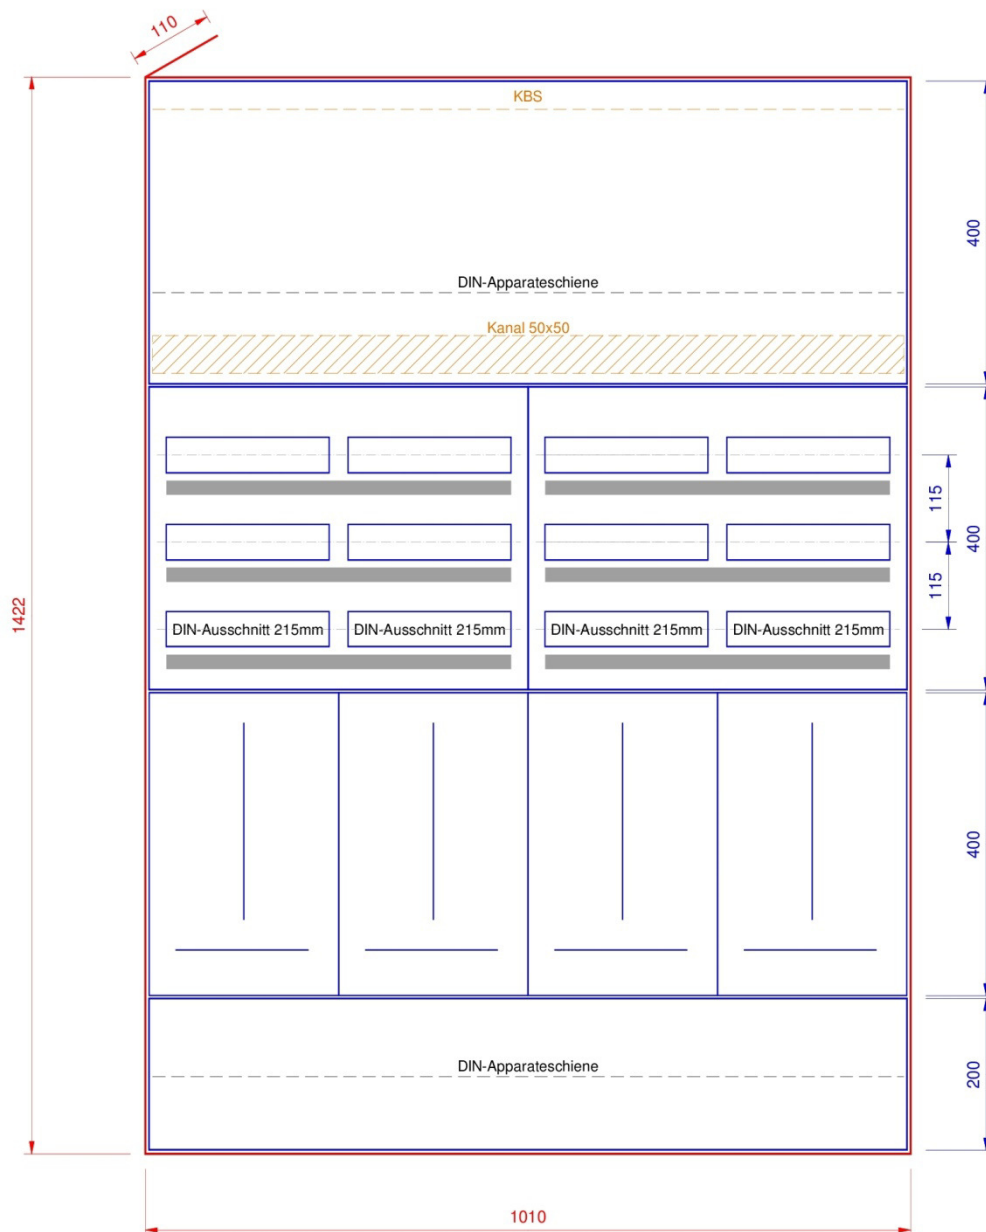 110
KBS
400
DIN-Apparateschiene
Kanal 50x50
115
400
115
1422
DIN-Ausschnitt 215mm DIN-Ausschnitt 215mm DIN-Ausschnitt 215mm DIN-Ausschnitt 215mm
400
DIN-Apparateschiene
200
1010